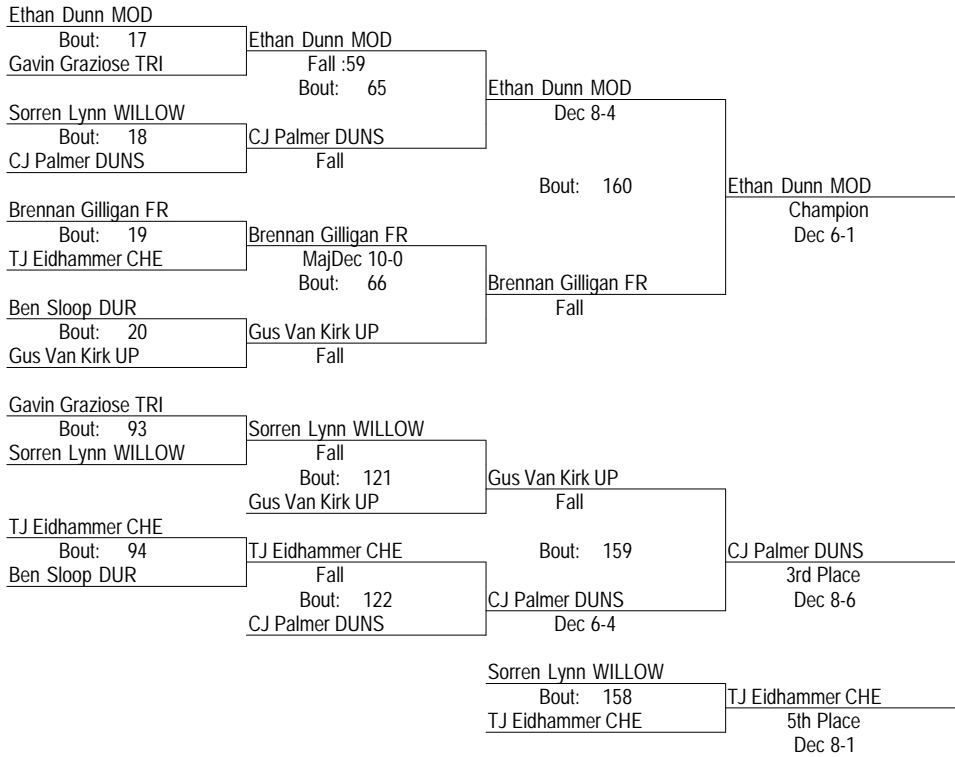 Ethan Dunn MOD
Bout: 17
Gavin Graziose TRI
Ethan Dunn MOD
Fall :59
Bout: 65
Sorren Lynn WILLOW
Bout: 18
CJ Palmer DUNS
CJ Palmer DUNS
Fall
Ethan Dunn MOD
Dec 8-4
Bout: 160
Brennan Gilligan FR
Bout: 19
TJ Eidhammer CHE
Brennan Gilligan FR
MajDec 10-0
Bout: 66
Ben Sloop DUR
Bout: 20
Gus Van Kirk UP
Gus Van Kirk UP
Fall
Brennan Gilligan FR
Fall
Ethan Dunn MOD
Champion
Dec 6-1
Gavin Graziose TRI
Bout: 93
Sorren Lynn WILLOW
Sorren Lynn WILLOW
Fall
Bout: 121
Gus Van Kirk UP
Gus Van Kirk UP
Fall
TJ Eidhammer CHE
Bout: 94
Ben Sloop DUR
TJ Eidhammer CHE
Fall
Bout: 122
CJ Palmer DUNS
Bout: 159
CJ Palmer DUNS
Dec 6-4
CJ Palmer DUNS
3rd Place
Dec 8-6
Sorren Lynn WILLOW
Bout: 158
TJ Eidhammer CHE
TJ Eidhammer CHE
5th Place
Dec 8-1